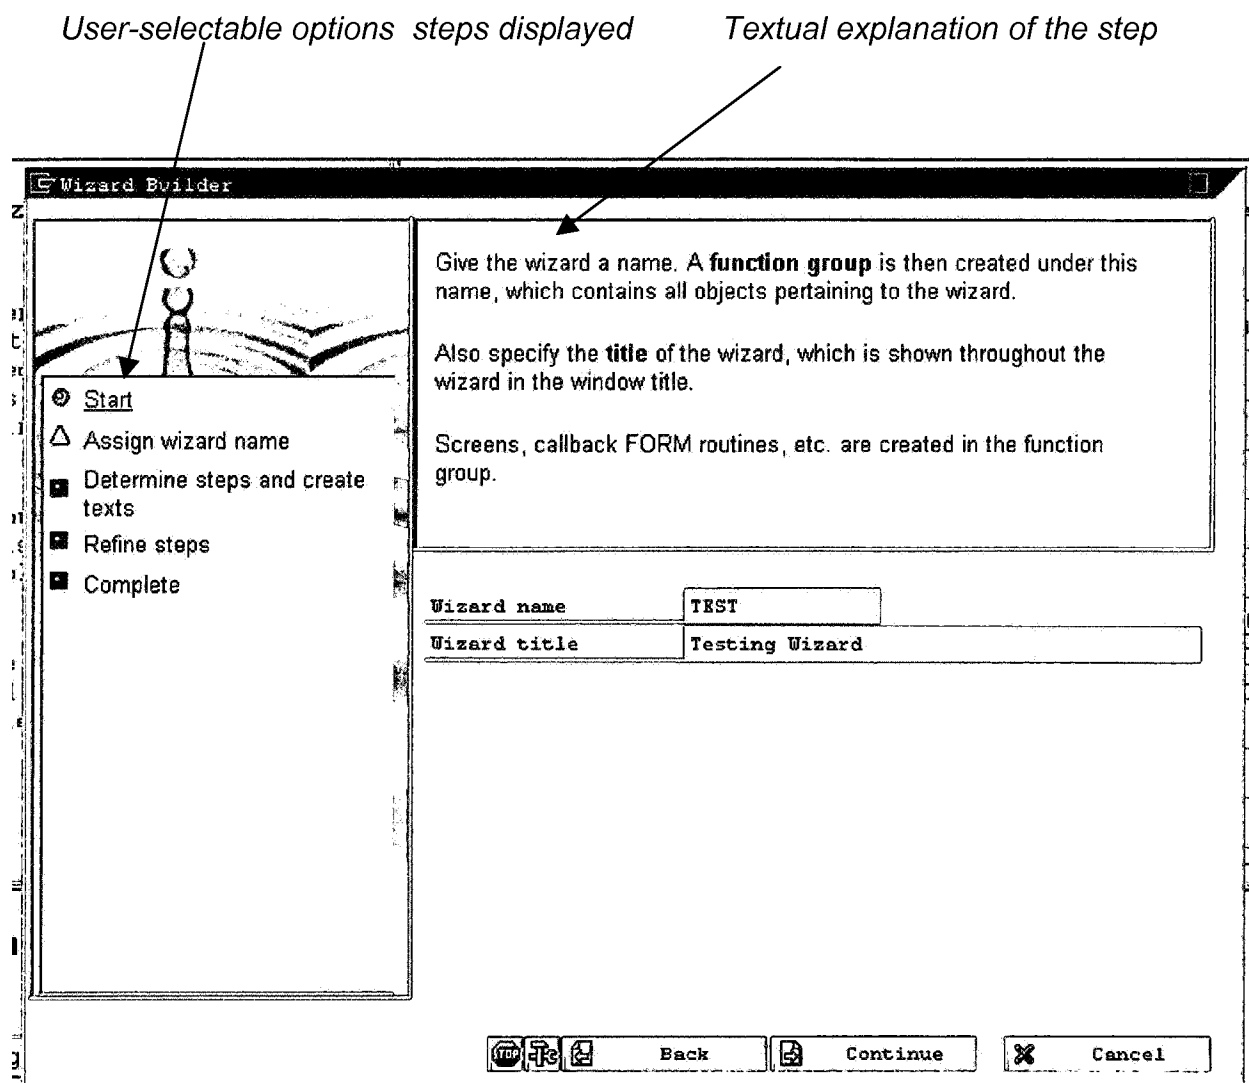 User-selectable options  steps displayed
Textual explanation of the step
Wizard Builder
Give the wizard a name. A function group is then created under this
name, which contains all objects pertaining to the wizard.
Also specify the title of the wizard, which is shown throughout the
wizard in the window title.
Screens, callback FORM routines, etc. are created in the function
group.
Start
Assign wizard name
Determine steps and create
texts
Refine steps
Complete
Wizard name TEST
Wizard title Testing Wizard
STOP Back Continue Cancel